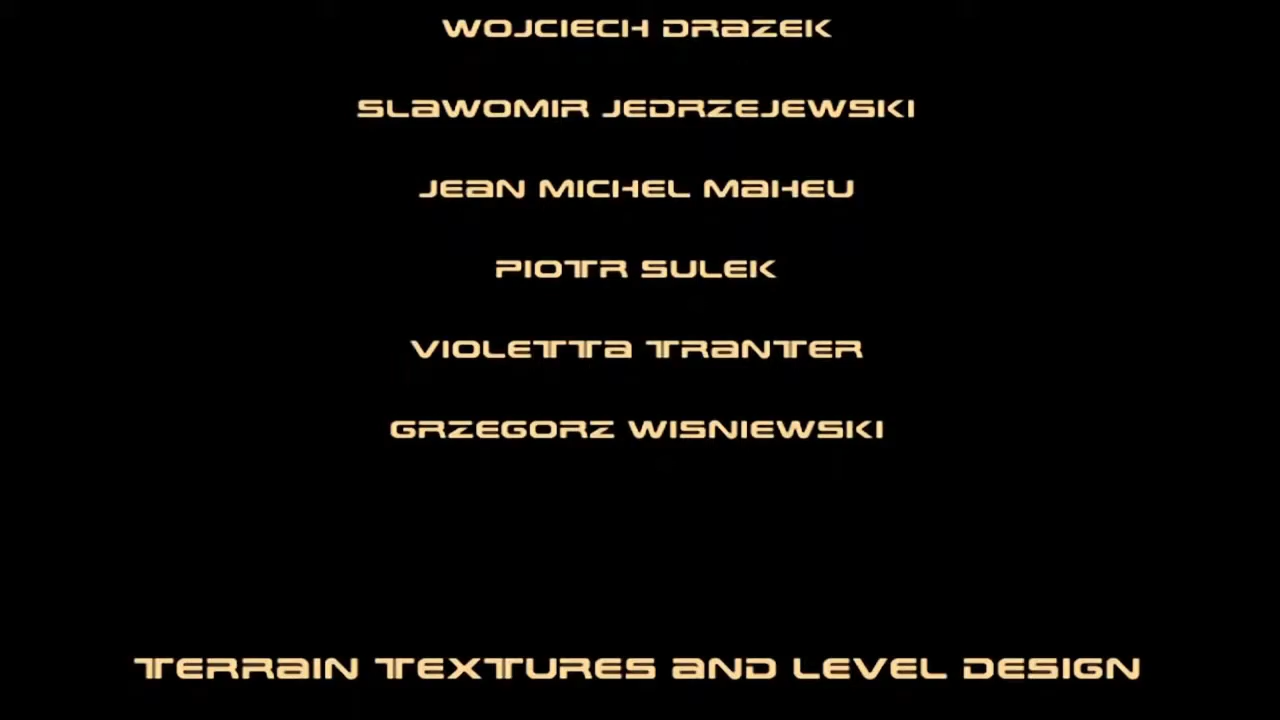 WOJCIECH DRAZEK
SLAWOMIR JEDRZEJEWSKI
JEAN MICHEL MAHEU
PIOTR SULEK
VIOLETTA TRANTER
GRZEGORZ WISNIEWSKI
TERRAIN TEXTURES AND LEVEL DESIGN